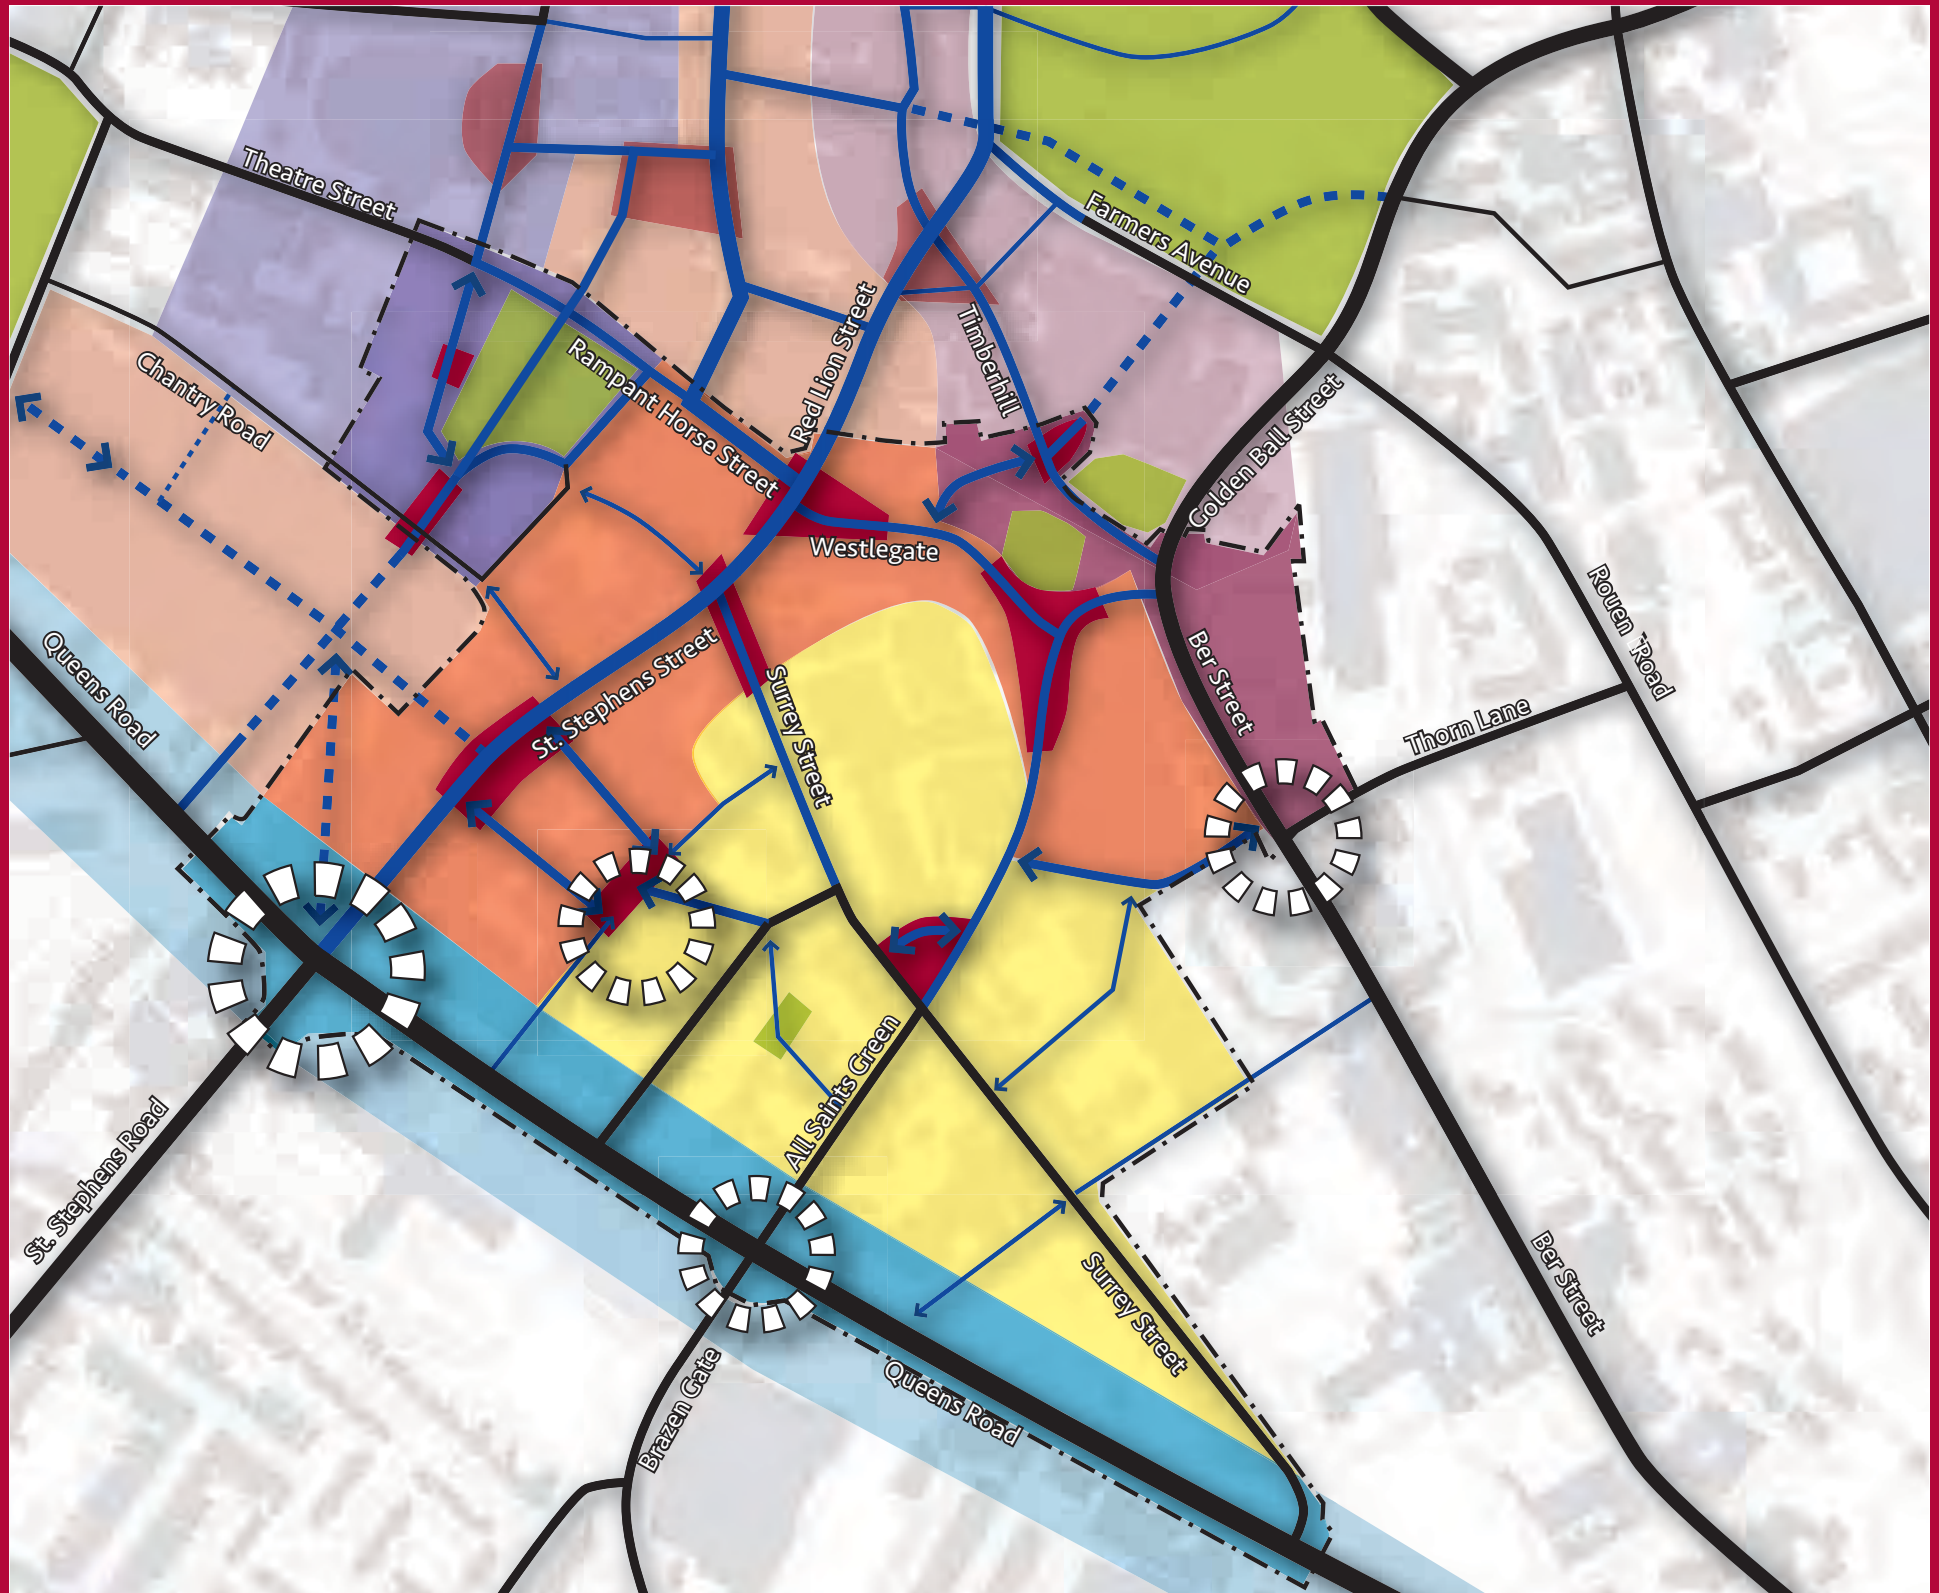 Theatre Street
Farmers Avenue
Chantry Road
Rampant Horse Street
Red Lion Street
Timberhill
Golden Ball Street
Westlegate
Queens Road
St. Stephens Street
Surrey Street
Ber Street
Rouen Road
Road
Thorn Lane
All Saints Green
St. Stephens Road
Surrey Street
Ber Street
Brazen Gate
Queens Road